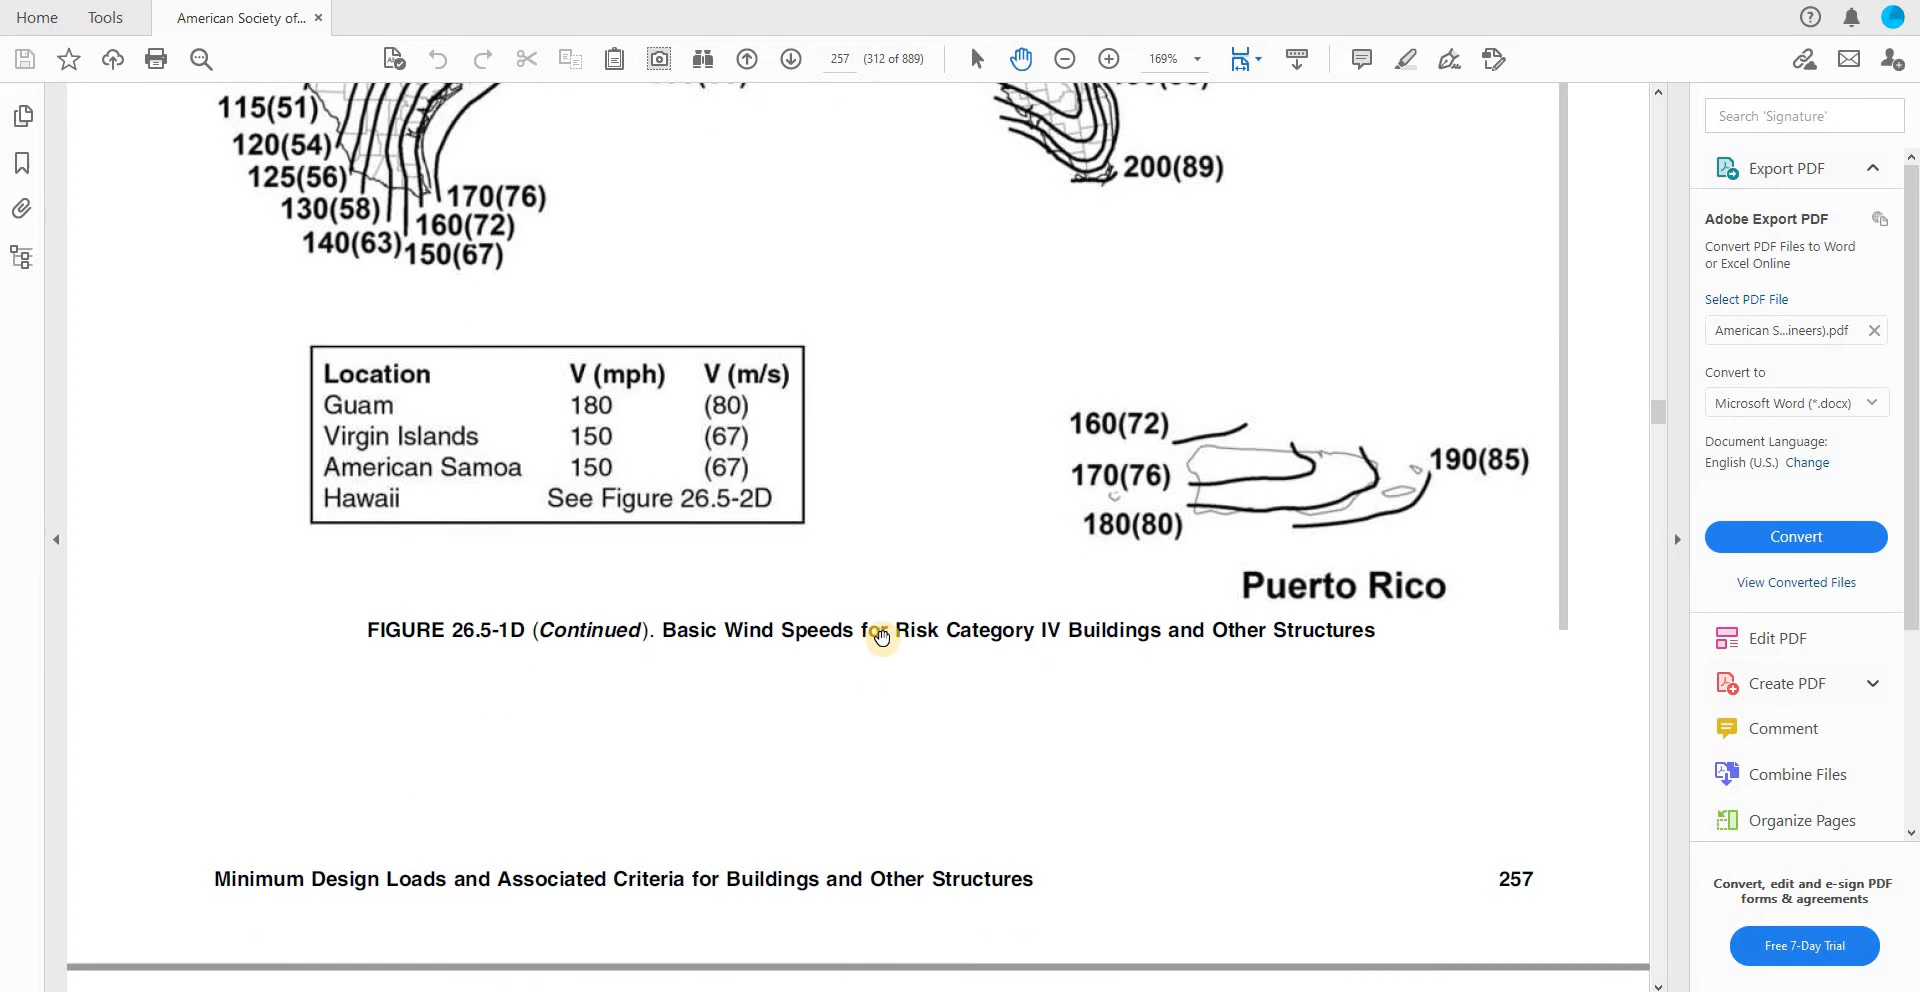 Home
Tools
American Society of...
257
(312 of 889)
169%
115(51)
120(54)
125(56)
130(58)
140(63)
170(76)
160(72)
150(67)
200(89)
Location V (mph) V (m/s)
Guam 180 (80)
Virgin Islands 150 (67)
American Samoa 150 (67)
Hawaii See Figure 26.5-2D
160(72)
170(76)
180(80)
190(85)
Puerto Rico
FIGURE 26.5-1D (Continued). Basic Wind Speeds for Risk Category IV Buildings and Other Structures
Minimum Design Loads and Associated Criteria for Buildings and Other Structures 257
Search 'Signature'
Export PDF
Adobe Export PDF
Convert PDF Files to Word
or Excel Online
Select PDF File
American S...ineers).pdf
Convert to
Microsoft Word (*.docx)
Document Language:
English (U.S.) Change
Convert
View Converted Files
Edit PDF
Create PDF
Comment
Combine Files
Organize Pages
Convert, edit and e-sign PDF
forms & agreements
Free 7-Day Trial